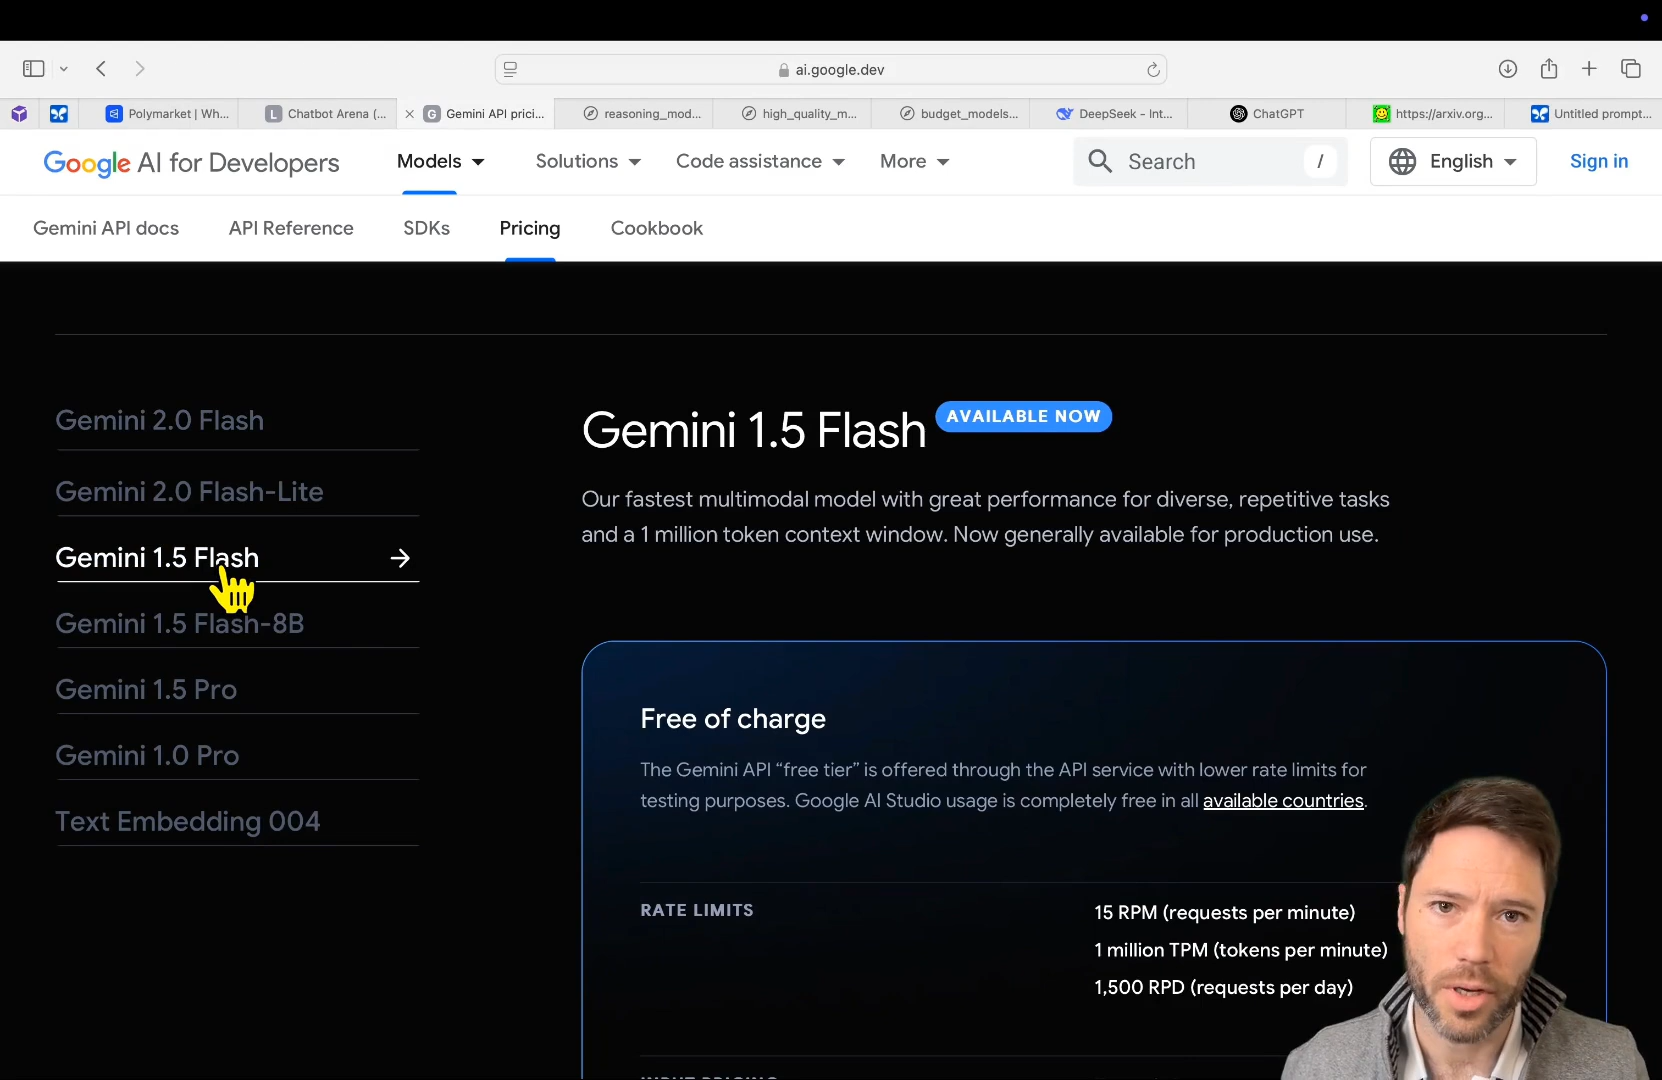 ai.google.dev
Polymarket | Wh...
Chatbot Arena (...
G Gemini API prici...
reasoning_mod...
high_quality_m...
budget_models...
DeepSeek - Int...
ChatGPT
https://arxiv.org...
Untitled prompt...
Google AI for Developers
Models
Solutions
Code assistance
More
Search
/
English
Sign in
Gemini API docs
API Reference
SDKs
Pricing
Cookbook
Gemini 2.0 Flash
Gemini 2.0 Flash-Lite
Gemini 1.5 Flash
Gemini 1.5 Flash-8B
Gemini 1.5 Pro
Gemini 1.0 Pro
Text Embedding 004
Gemini 1.5 Flash AVAILABLE NOW
Our fastest multimodal model with great performance for diverse, repetitive tasks
and a 1 million token context window. Now generally available for production use.
Free of charge
The Gemini API “free tier” is offered through the API service with lower rate limits for
testing purposes. Google AI Studio usage is completely free in all available countries.
RATE LIMITS
15 RPM (requests per minute)
1 million TPM (tokens per minute)
1,500 RPD (requests per day)